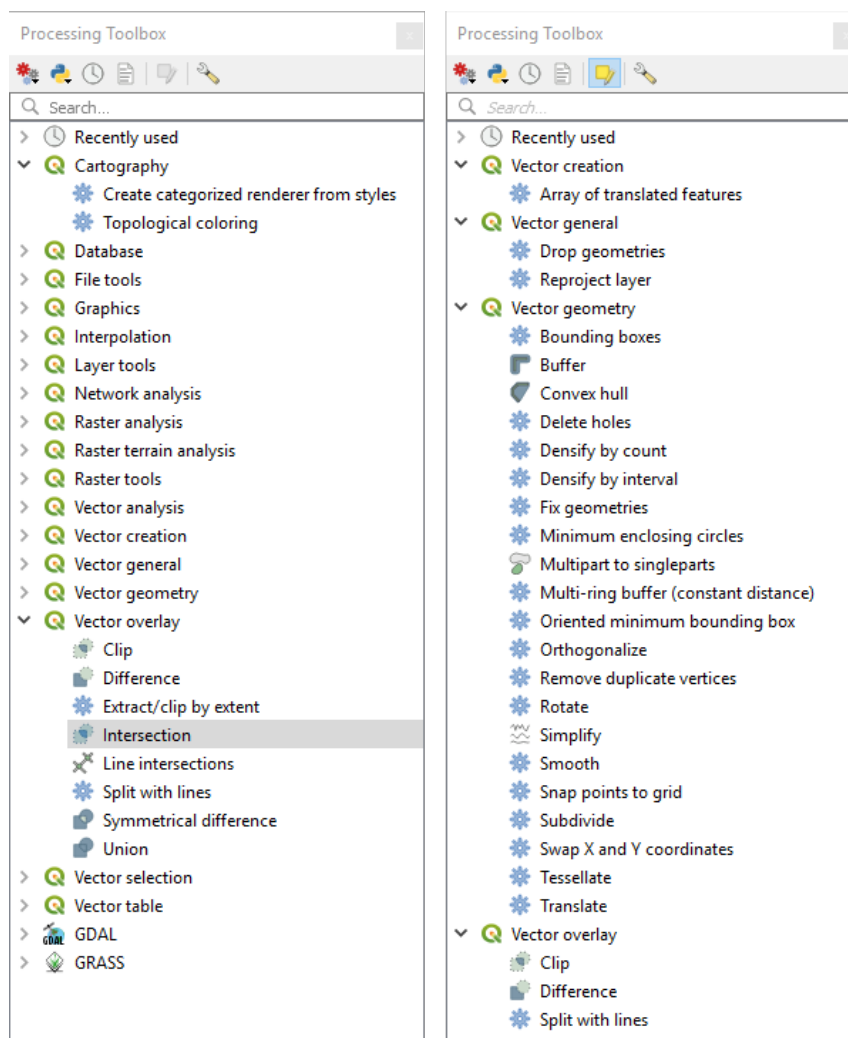 Processing Toolbox
Search...
Recently used
Cartography
Create categorized renderer from styles
Topological coloring
Database
File tools
Graphics
Interpolation
Layer tools
Network analysis
Raster analysis
Raster terrain analysis
Raster tools
Vector analysis
Vector creation
Vector general
Vector geometry
Vector overlay
Clip
Difference
Extract/clip by extent
Intersection
Line intersections
Split with lines
Symmetrical difference
Union
Vector selection
Vector table
GDAL
GRASS
Processing Toolbox
Search...
Recently used
Vector creation
Array of translated features
Vector general
Drop geometries
Reproject layer
Vector geometry
Bounding boxes
Buffer
Convex hull
Delete holes
Densify by count
Densify by interval
Fix geometries
Minimum enclosing circles
Multipart to singleparts
Multi-ring buffer (constant distance)
Oriented minimum bounding box
Orthogonalize
Remove duplicate vertices
Rotate
Simplify
Smooth
Snap points to grid
Subdivide
Swap X and Y coordinates
Tessellate
Translate
Vector overlay
Clip
Difference
Split with lines